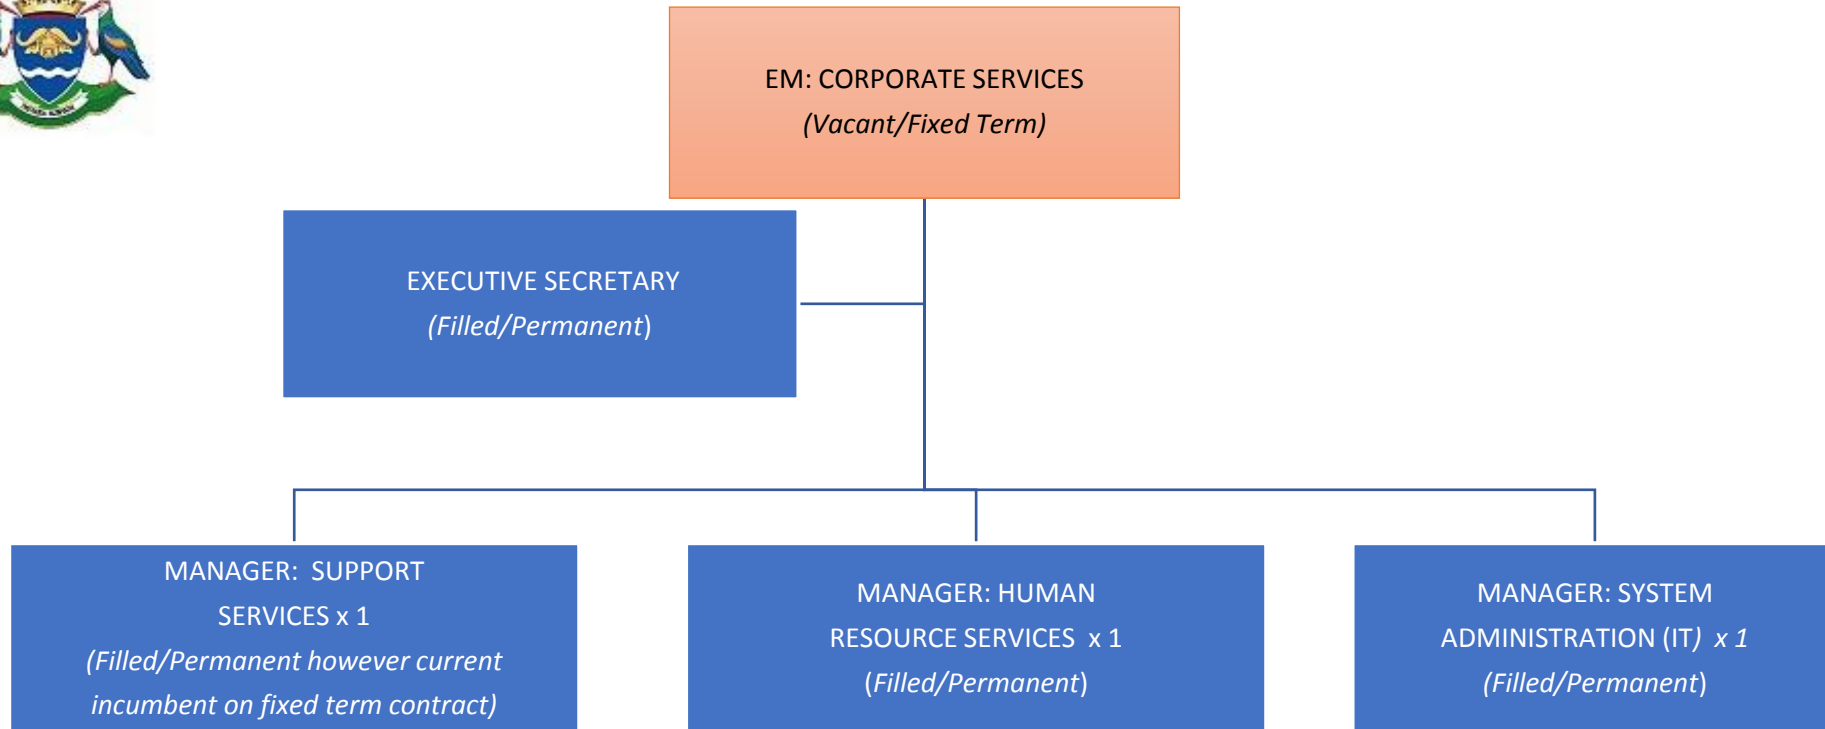 EM: CORPORATE SERVICES
(Vacant/Fixed Term)
EXECUTIVE SECRETARY
(Filled/Permanent)
MANAGER: SUPPORT
SERVICES x 1
(Filled/Permanent however current
incumbent on fixed term contract)
MANAGER: HUMAN
RESOURCE SERVICES x 1
(Filled/Permanent)
MANAGER: SYSTEM
ADMINISTRATION (IT) x 1
(Filled/Permanent)